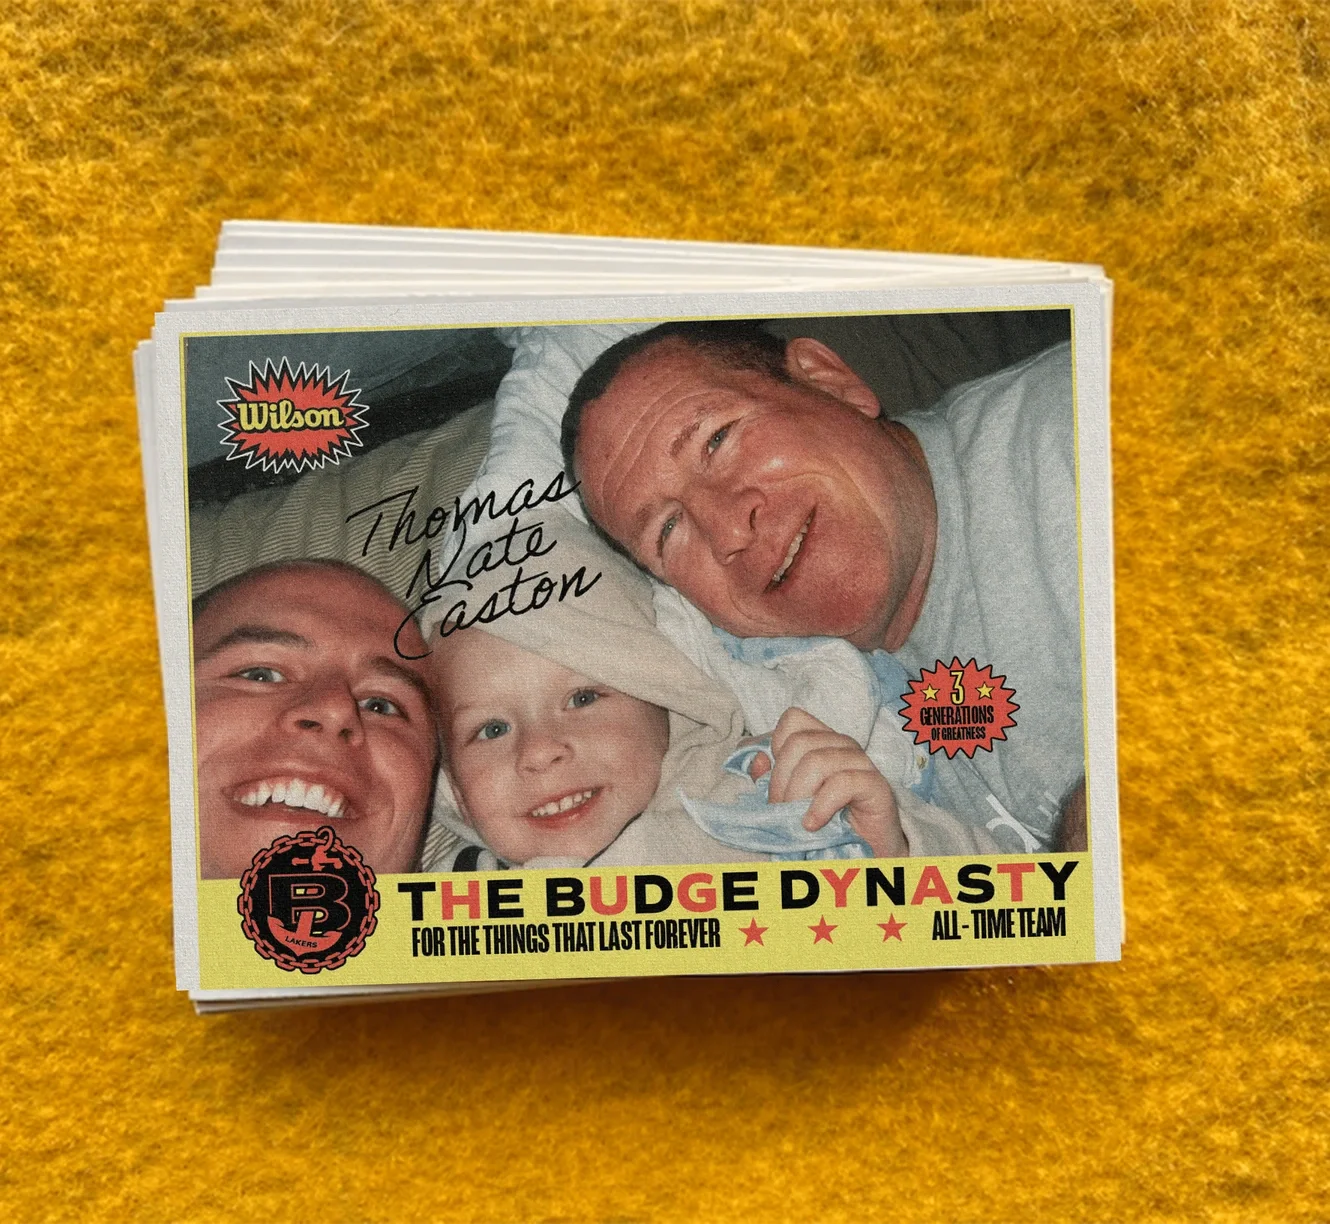 Wilson
Thomas
Nate
Easton
3
GENERATIONS
OF GREATNESS
B
LAKERS
THE BUDGE DYNASTY
FOR THE THINGS THAT LAST FOREVER
ALL-TIME TEAM